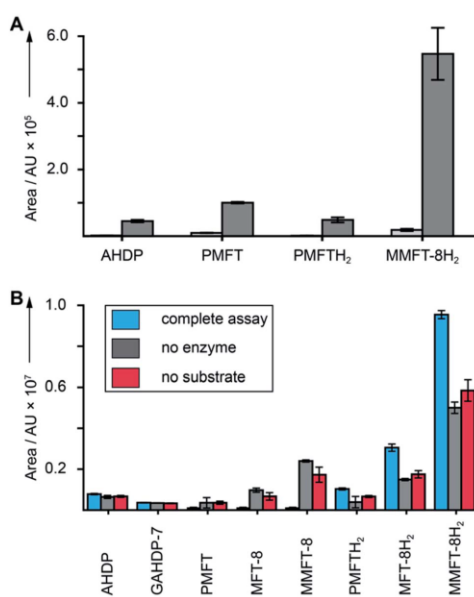 A
Area / AU × 10⁵
6.0
4.0
2.0
AHDP
PMFT
PMFTH₂
MMFT-8H₂
B
Area / AU × 10⁷
1.0
0.6
0.2
complete assay
no enzyme
no substrate
AHDP
GAHDP-7
PMFT
MFT-8
MMFT-8
PMFTH₂
MFT-8H₂
MMFT-8H₂